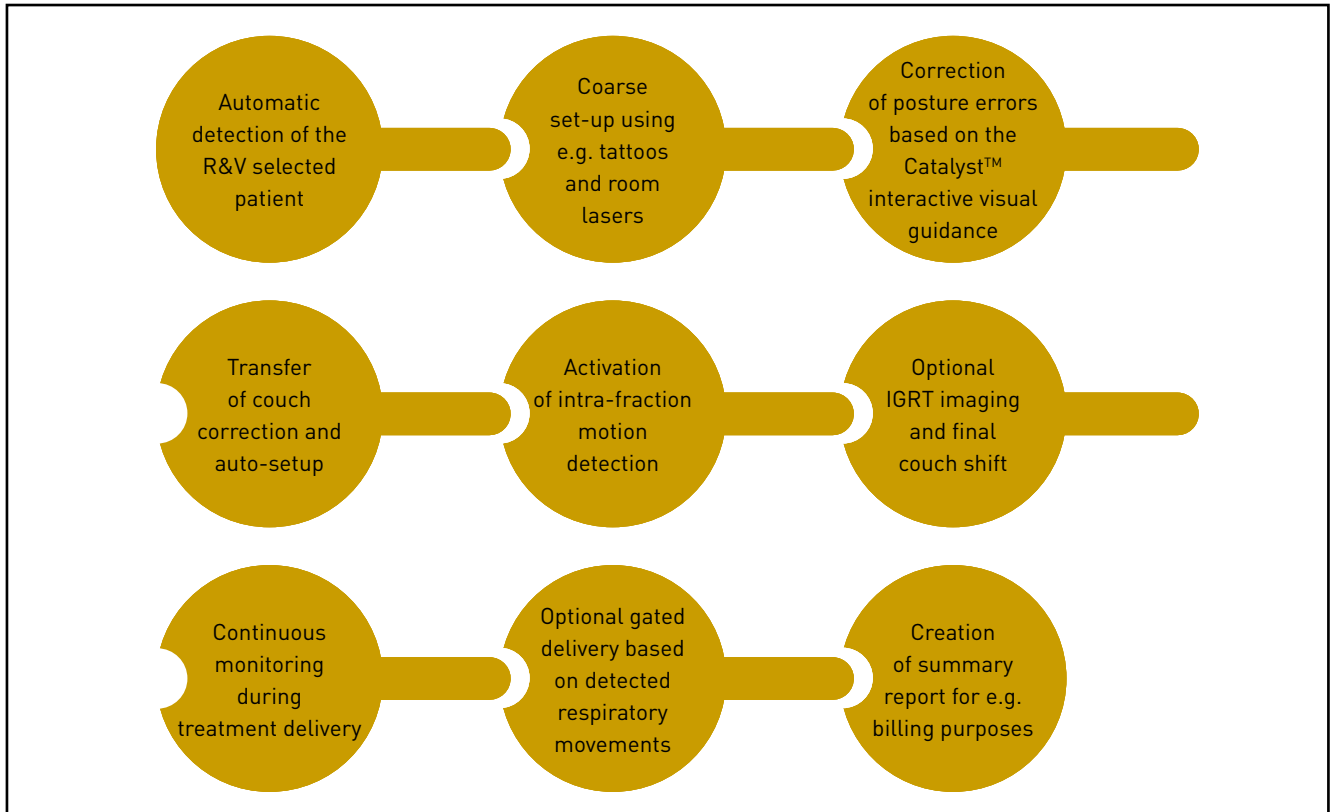 Automatic
detection of the
R&V selected
patient
Coarse
set-up using
e.g. tattoos
and room
lasers
Correction
of posture errors
based on the
Catalyst™
interactive visual
guidance
Transfer
of couch
correction and
auto-setup
Activation
of intra-fraction
motion
detection
Optional
IGRT imaging
and final
couch shift
Continuous
monitoring
during
treatment delivery
Optional gated
delivery based
on detected
respiratory
movements
Creation
of summary
report for e.g.
billing purposes